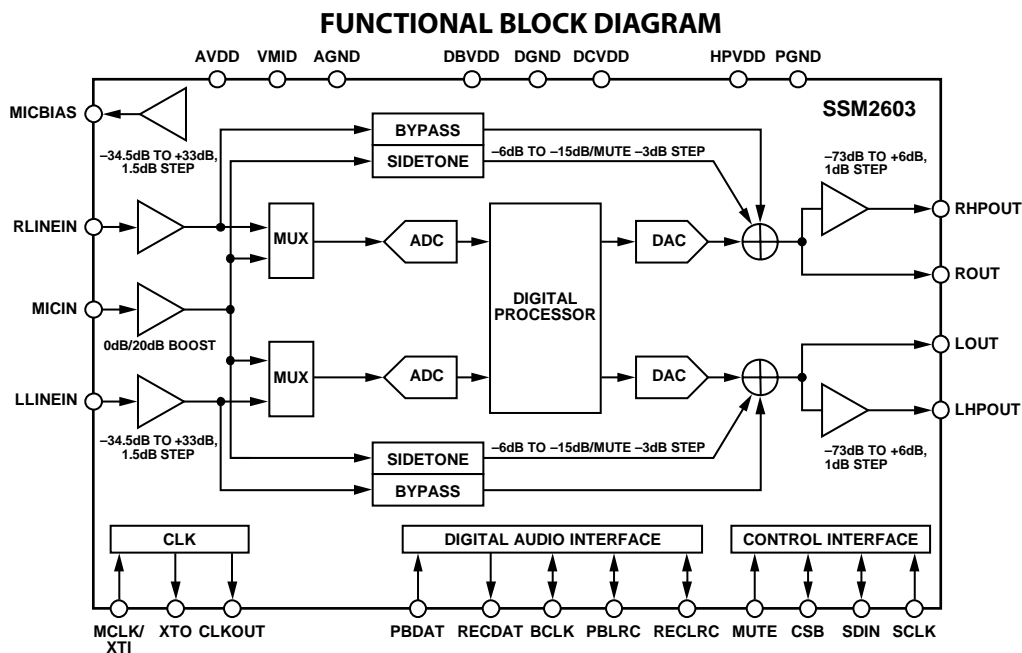 FUNCTIONAL BLOCK DIAGRAM
AVDD VMID AGND DBVDD DGND DCVDD HPVDD PGND
MICBIAS
SSM2603
–34.5dB TO +33dB,
1.5dB STEP
BYPASS
SIDETONE
–6dB TO –15dB/MUTE –3dB STEP
–73dB TO +6dB,
1dB STEP
RLINEIN
MUX
ADC
DAC
RHPOUT
ROUT
MICIN
0dB/20dB BOOST
DIGITAL
PROCESSOR
LOUT
LLINEIN
MUX
ADC
DAC
LHPOUT
–34.5dB TO +33dB,
1.5dB STEP
SIDETONE
BYPASS
–6dB TO –15dB/MUTE –3dB STEP
–73dB TO +6dB,
1dB STEP
CLK
DIGITAL AUDIO INTERFACE
CONTROL INTERFACE
MCLK/
XTI
XTO CLKOUT PBDAT RECDAT BCLK PBLRC RECLRC MUTE CSB SDIN SCLK